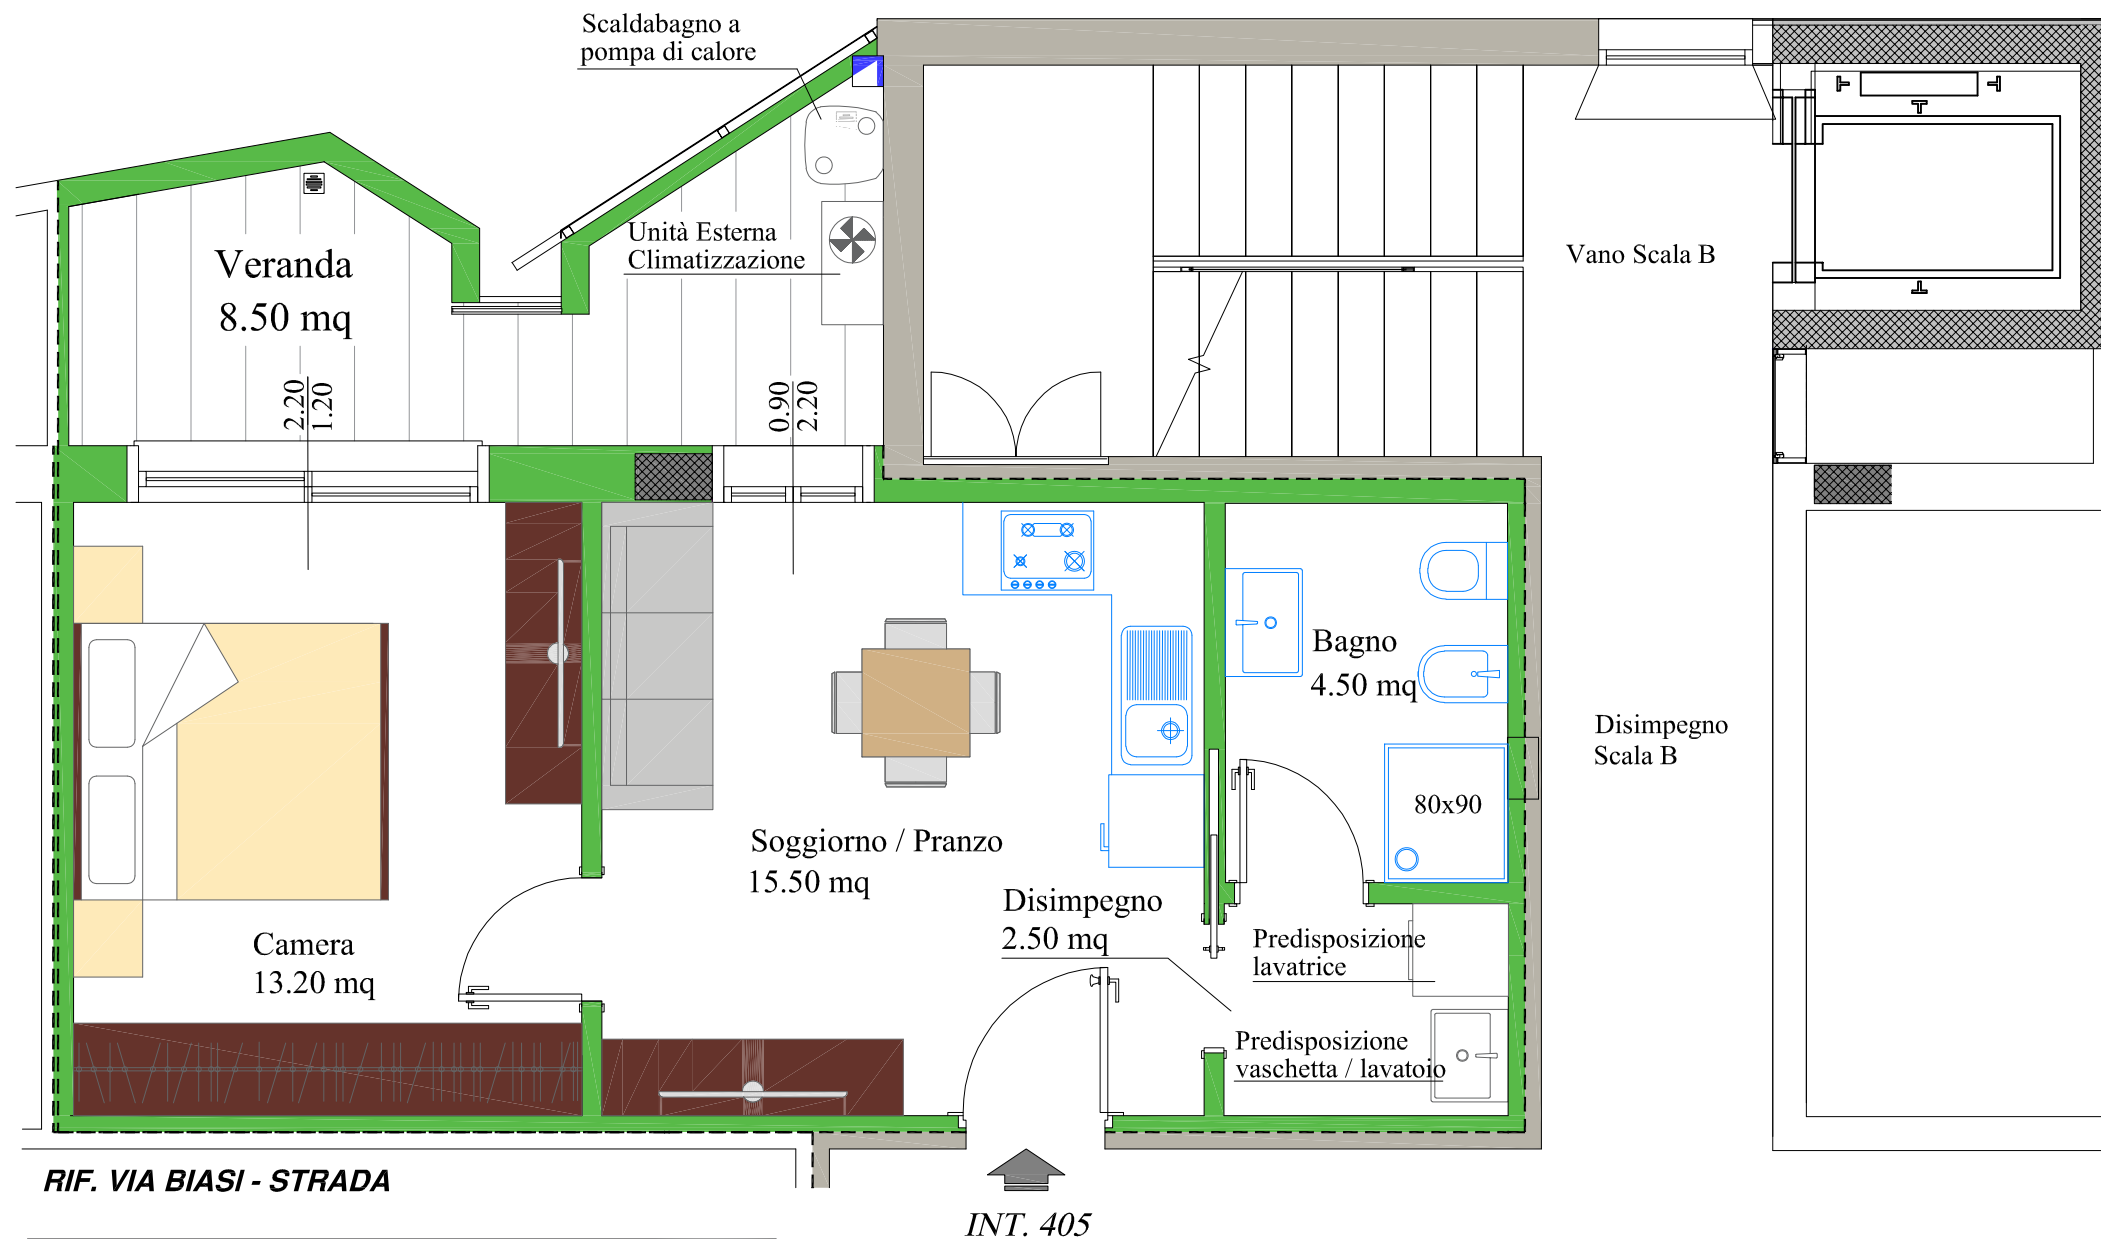 Scaldabagno a
pompa di calore
Unità Esterna
Climatizzazione
Veranda
8.50 mq
2.20
1.20
0.90
2.20
Vano Scala B
Bagno
4.50 mq
Disimpegno
Scala B
80x90
Soggiorno / Pranzo
15.50 mq
Disimpegno
2.50 mq
Camera
13.20 mq
Predisposizione
lavatrice
Predisposizione
vaschetta / lavatoio
RIF. VIA BIASI - STRADA
INT. 405